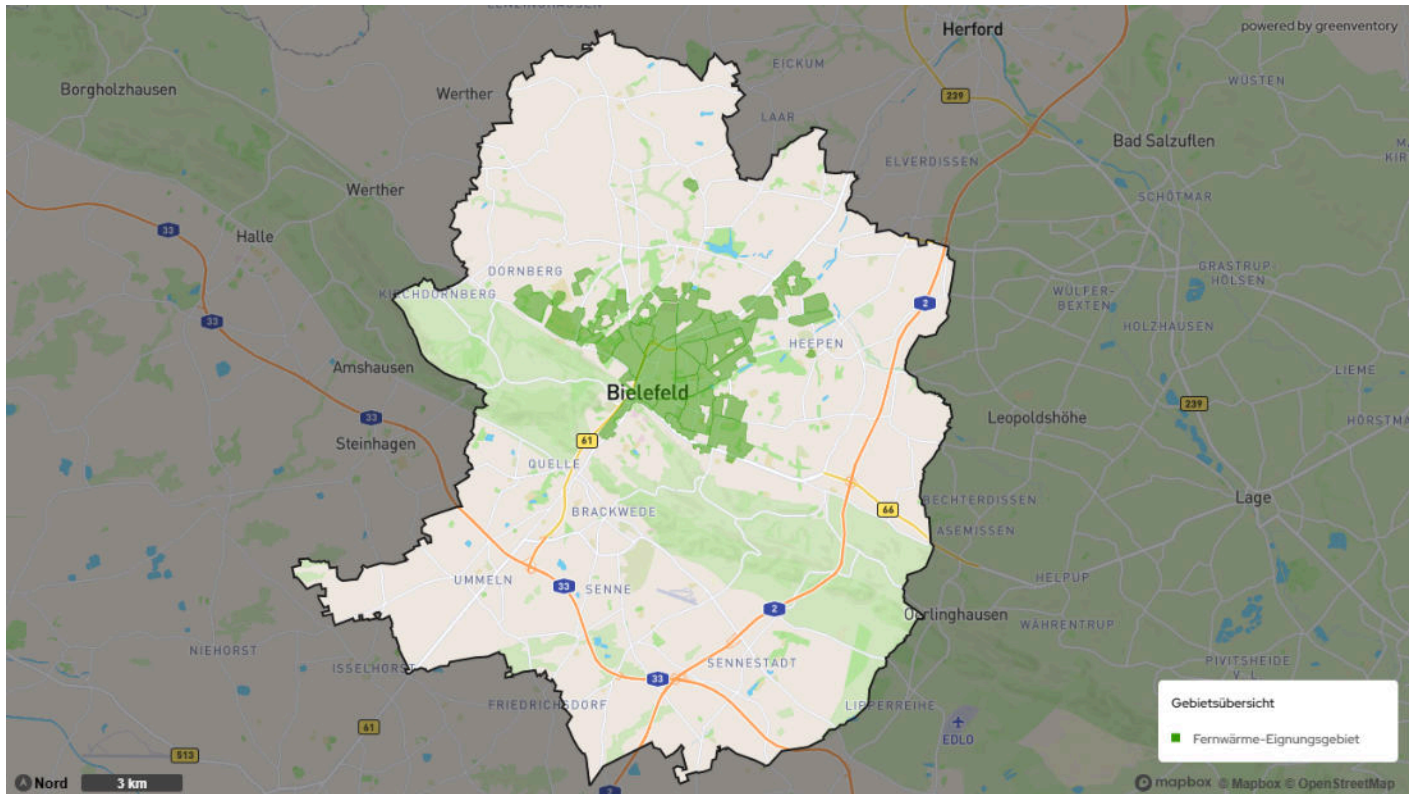 Herford
powered by greenventory
EICKUM
WÜSTEN
Borgholzhausen
Werther
239
LAAR
Bad Salzuflen
ELVERDISSEN
Werther
SCHÖTMAR
33
Halle
DORNBERG
GRASTRUP-
HÖLSEN
KIRCHDORNBERG
WÜLFER-
BEXTEN
2
33
HOLZHAUSEN
HEEPEN
Amshausen
LIEME
Bielefeld
239
33
Leopoldshöhe
Steinhagen
61
QUELLE
BECHTERDISSEN
Lage
66
BRACKWEDE
ASEMISSEN
UMMELN
33
SENNE
HELPUP
2
Oerlinghausen
WÄHRENTRUP
NIEHORST
ISSELHORST
SENNESTADT
PIVITSHEIDE
V. L.
33
FRIEDRICHSDORF
LIPPERREIHE
Gebietsübersicht
61
EDLO
Fernwärme-Eignungsgebiet
513
Nord
3 km
2
mapbox © Mapbox © OpenStreetMap